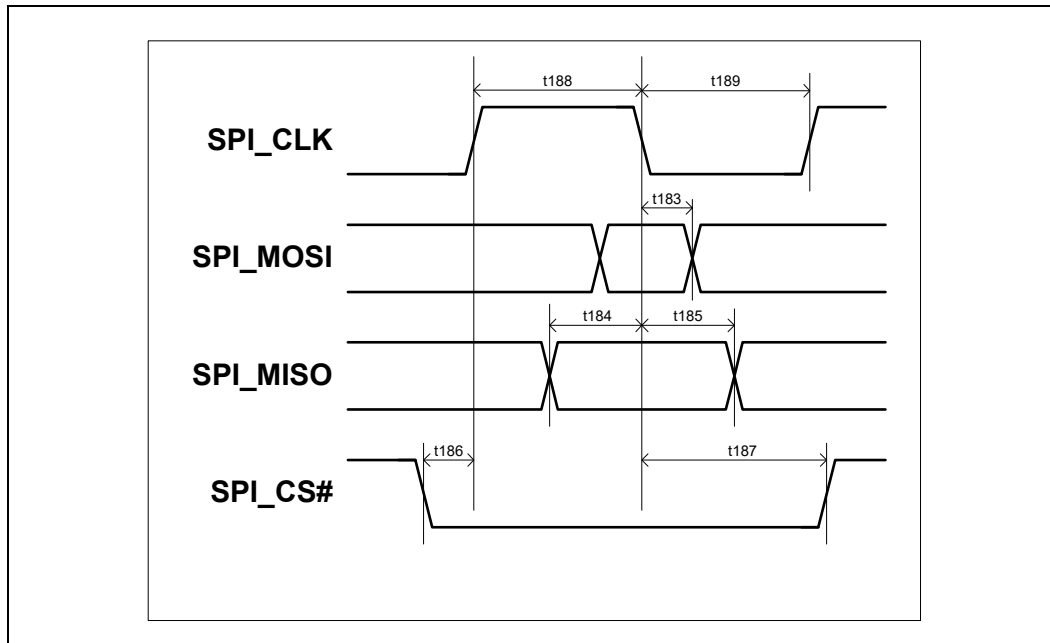 t188
t189
SPI_CLK
t183
SPI_MOSI
t184
t185
SPI_MISO
t186
t187
SPI_CS#